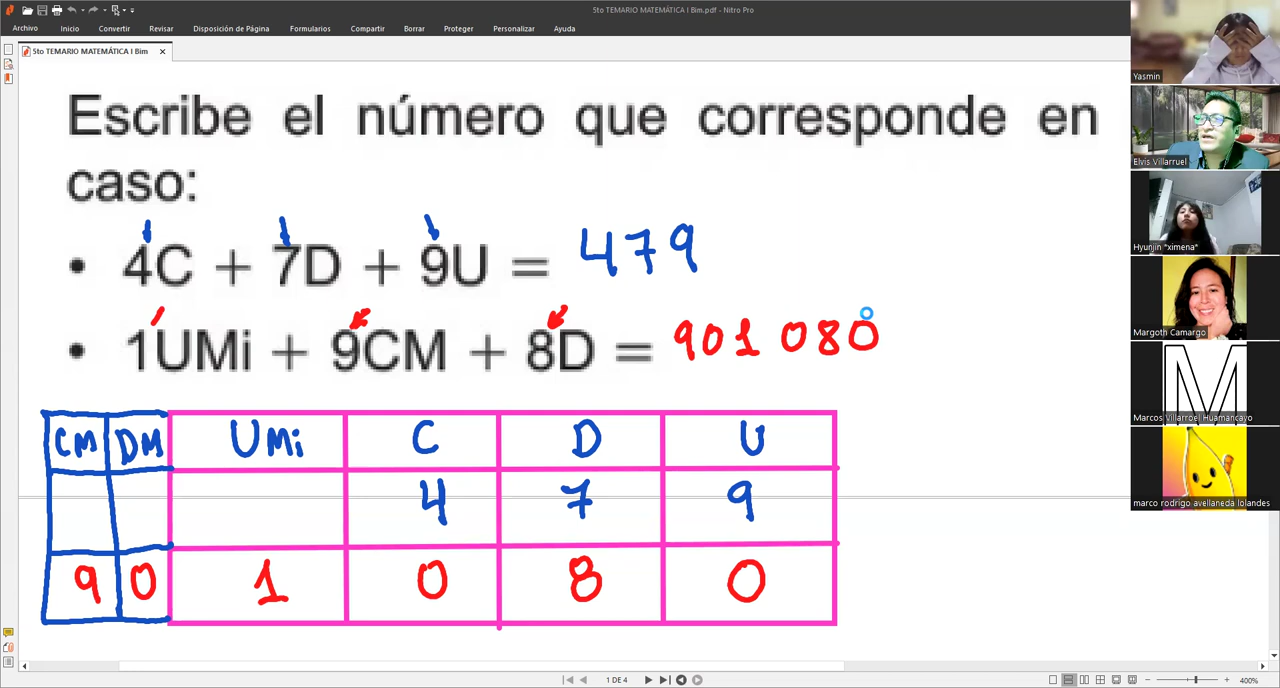 5to TEMARIO MATEMÁTICA I Bim.pdf - Nitro Pro
Archivo Inicio Convertir Revisar Disposición de Página Formularios Compartir Borrar Proteger Personalizar Ayuda
5to TEMARIO MATEMÁTICA I Bim
Escribe el número que corresponde en
caso:
• 4C + 7D + 9U = 479
• 1UMi + 9CM + 8D = 901 080
CM DM UMi C D U
4 7 9
9 0 1 0 8 0
Yasmin
Elvis Villarruel
Hyunjin *ximena*
Margoth Camargo
M
Marcos Villarroel Huamancayo
marco rodrigo avellaneda lolandes
1 DE 4
400%